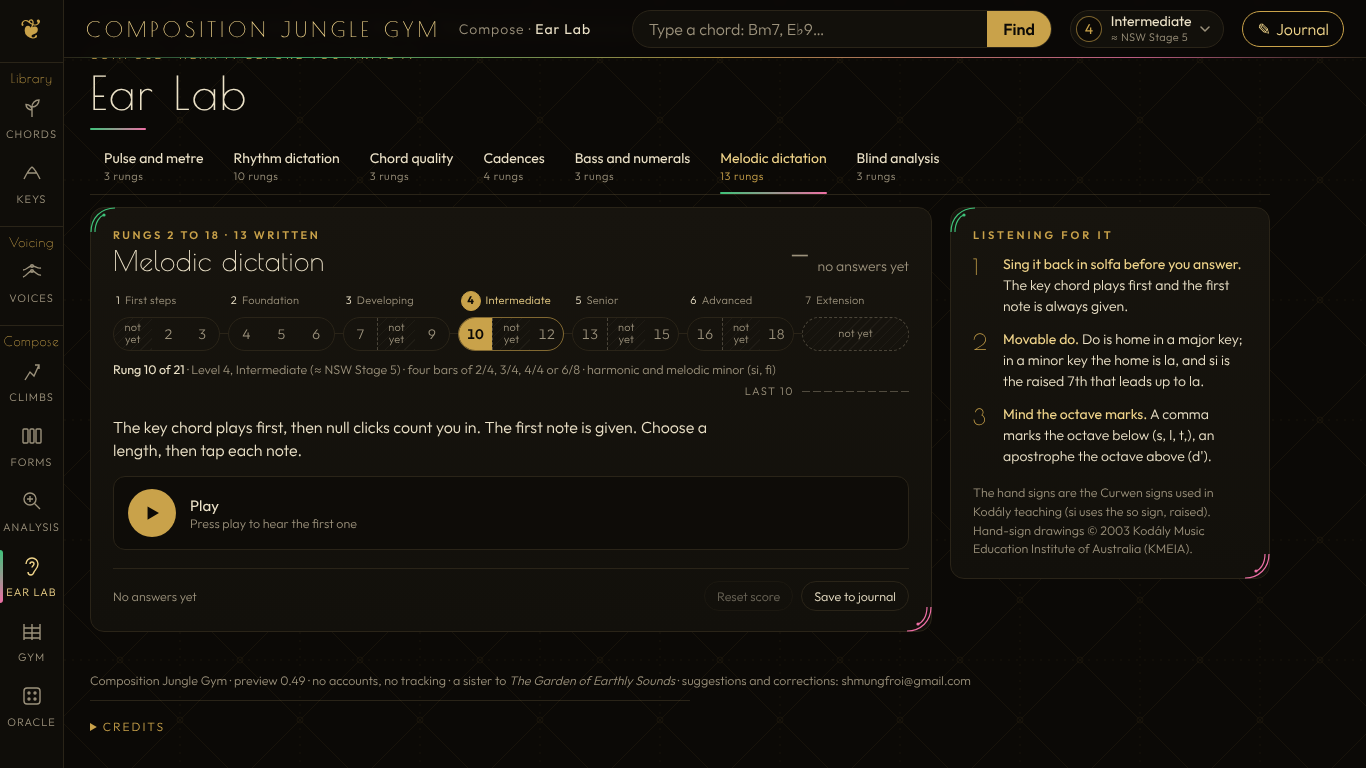 COMPOSITION JUNGLE GYM
Compose · Ear Lab
Type a chord: Bm7, E♭9...
Find
4
Intermediate
≈ NSW Stage 5
✎ Journal
Library
CHORDS
KEYS
Voicing
VOICES
Compose
CLIMBS
FORMS
ANALYSIS
EAR LAB
GYM
ORACLE
Ear Lab
Pulse and metre
3 rungs
Rhythm dictation
10 rungs
Chord quality
3 rungs
Cadences
4 rungs
Bass and numerals
3 rungs
Melodic dictation
13 rungs
Blind analysis
3 rungs
RUNGS 2 TO 18 · 13 WRITTEN
Melodic dictation
— no answers yet
1 First steps
2 Foundation
3 Developing
4 Intermediate
5 Senior
6 Advanced
7 Extension
not yet 2 3
4 5 6
7 not yet 9
10 not yet 12
13 not yet 15
16 not yet 18
not yet
Rung 10 of 21 · Level 4, Intermediate (≈ NSW Stage 5) · four bars of 2/4, 3/4, 4/4 or 6/8 · harmonic and melodic minor (si, fi)
LAST 10
The key chord plays first, then null clicks count you in. The first note is given. Choose a
length, then tap each note.
Play
Press play to hear the first one
No answers yet
Reset score
Save to journal
LISTENING FOR IT
1 Sing it back in solfa before you answer.
The key chord plays first and the first
note is always given.
2 Movable do. Do is home in a major key;
in a minor key the home is la, and si is
the raised 7th that leads up to la.
3 Mind the octave marks. A comma
marks the octave below (s, l, t,), an
apostrophe the octave above (d').
The hand signs are the Curwen signs used in
Kodály teaching (si uses the so sign, raised).
Hand-sign drawings © 2003 Kodály Music
Education Institute of Australia (KMEIA).
Composition Jungle Gym · preview 0.49 · no accounts, no tracking · a sister to The Garden of Earthly Sounds · suggestions and corrections: shmungfroi@gmail.com
CREDITS